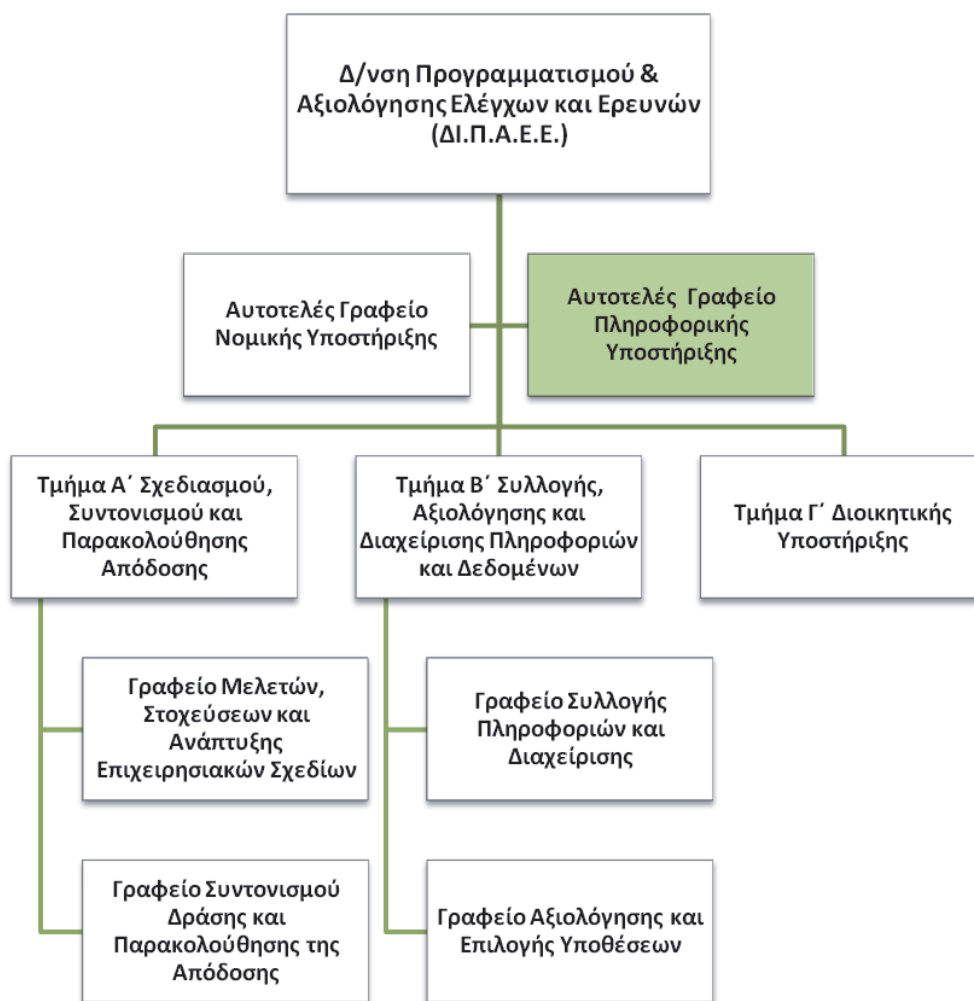 Δ/νση Προγραμματισμού &
Αξιολόγησης Ελέγχων και Ερευνών
(ΔΙ.Π.Α.Ε.Ε.)
Αυτοτελές Γραφείο
Νομικής Υποστήριξης
Αυτοτελές Γραφείο
Πληροφορικής
Υποστήριξης
Τμήμα Α΄ Σχεδιασμού,
Συντονισμού και
Παρακολούθησης
Απόδοσης
Τμήμα Β΄ Συλλογής,
Αξιολόγησης και
Διαχείρισης Πληροφοριών
και Δεδομένων
Τμήμα Γ΄ Διοικητικής
Υποστήριξης
Γραφείο Μελετών,
Στοχεύσεων και
Ανάπτυξης
Επιχειρησιακών Σχεδίων
Γραφείο Συλλογής
Πληροφοριών και
Διαχείρισης
Γραφείο Συντονισμού
Δράσης και
Παρακολούθησης της
Απόδοσης
Γραφείο Αξιολόγησης και
Επιλογής Υποθέσεων